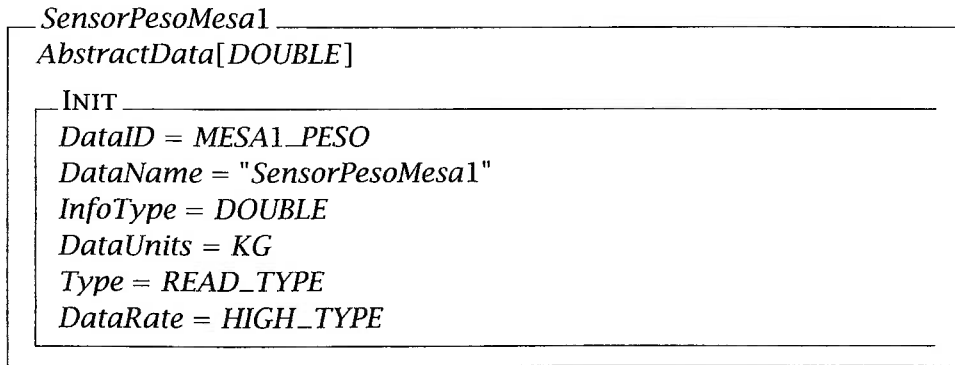 SensorPesoMesa1
AbstractData[DOUBLE]
INIT
DataID = MESA1_PESO
DataName = "SensorPesoMesa1"
InfoType = DOUBLE
DataUnits = KG
Type = READ_TYPE
DataRate = HIGH_TYPE